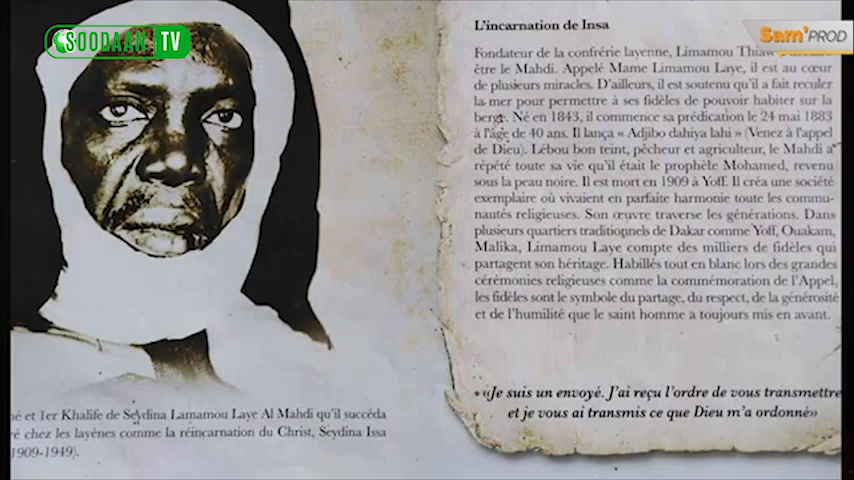 SOODAAN TV
Sam'PROD
L'incarnation de Insa
Fondateur de la confrérie layenne, Limamou Thiaw
être le Mahdi. Appelé Mame Limamou Laye, il est au cœur
de plusieurs miracles. D'ailleurs, il est soutenu qu'il a fait reculer
la mer pour permettre à ses fidèles de pouvoir habiter sur la
berge. Né en 1843, il commence sa prédication le 24 mai 1883
à l'âge de 40 ans. Il lança « Adjibo dahiya lahi » (Venez à l'appel
de Dieu). Lébou bon teint, pêcheur et agriculteur, le Mahdi a
répété toute sa vie qu'il était le prophète Mohamed, revenu
sous la peau noire. Il est mort en 1909 à Yoff. Il créa une société
exemplaire où vivaient en parfaite harmonie toute les commu-
nautés religieuses. Son œuvre traverse les générations. Dans
plusieurs quartiers traditionnels de Dakar comme Yoff, Ouakam,
Malika, Limamou Laye compte des milliers de fidèles qui
partagent son héritage. Habillés tout en blanc lors des grandes
cérémonies religieuses comme la commémoration de l'Appel,
les fidèles sont le symbole du partage, du respect, de la générosité
et de l'humilité que le saint homme a toujours mis en avant.
«Je suis un envoyé. J'ai reçu l'ordre de vous transmettre
et je vous ai transmis ce que Dieu m'a ordonné»
né et 1er Khalife de Seydina Lamamou Laye Al Mahdi qu'il succéda
ré chez les layènes comme la réincarnation du Christ, Seydina Issa
1909-1949).